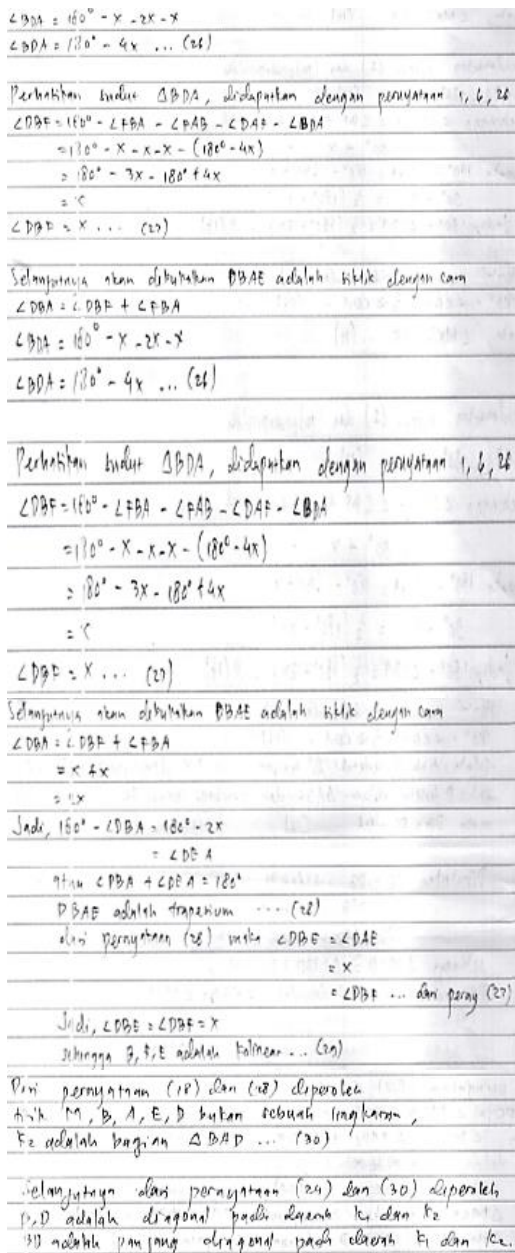 ∠BDA = 180° - x - 2x - x
∠BDA = 180° - 4x ... (26)
Perhatikan sudut ΔBDA, didapatkan dengan pernyataan 1, 6, 26
∠DBF = 180° - ∠FBA - ∠FAB - ∠DAF - ∠BDA
= 180° - x - x - x - (180° - 4x)
= 180° - 3x - 180° + 4x
= x
∠DBF = x ... (27)
Selanjutnya akan dibuktikan DBAE adalah siklik dengan cara
∠DBA = ∠DBF + ∠FBA
∠BDA = 180° - x - 2x - x
∠BDA = 180° - 4x ... (26)
Perhatikan sudut ΔBDA, didapatkan dengan pernyataan 1, 6, 26
∠DBF = 180° - ∠FBA - ∠FAB - ∠DAF - ∠BDA
= 180° - x - x - x - (180° - 4x)
= 180° - 3x - 180° + 4x
= x
∠DBF = x ... (27)
Selanjutnya akan dibuktikan DBAE adalah siklik dengan cara
∠DBA = ∠DBF + ∠FBA
= x + x
= 2x
Jadi, 180° - ∠DBA = 180° - 2x
= ∠DEA
atau ∠DBA + ∠DEA = 180°
DBAE adalah trapesium ... (28)
dari pernyataan (28) maka ∠DBE = ∠DAE
= x
= ∠DBF ... dari perny (27)
Jadi, ∠DBE = ∠DBF = x
sehingga B, F, E adalah kolinear ... (29)
Dari pernyataan (18) dan (28) diperoleh
titik M, B, A, E, D bukan sebuah lingkaran,
k₂ adalah bagian Δ BAD ... (30)
Selanjutnya dari pernyataan (24) dan (30) diperoleh
B, D adalah diagonal pada daerah k₁ dan k₂
BD adalah panjang diagonal pada daerah k₁ dan k₂.